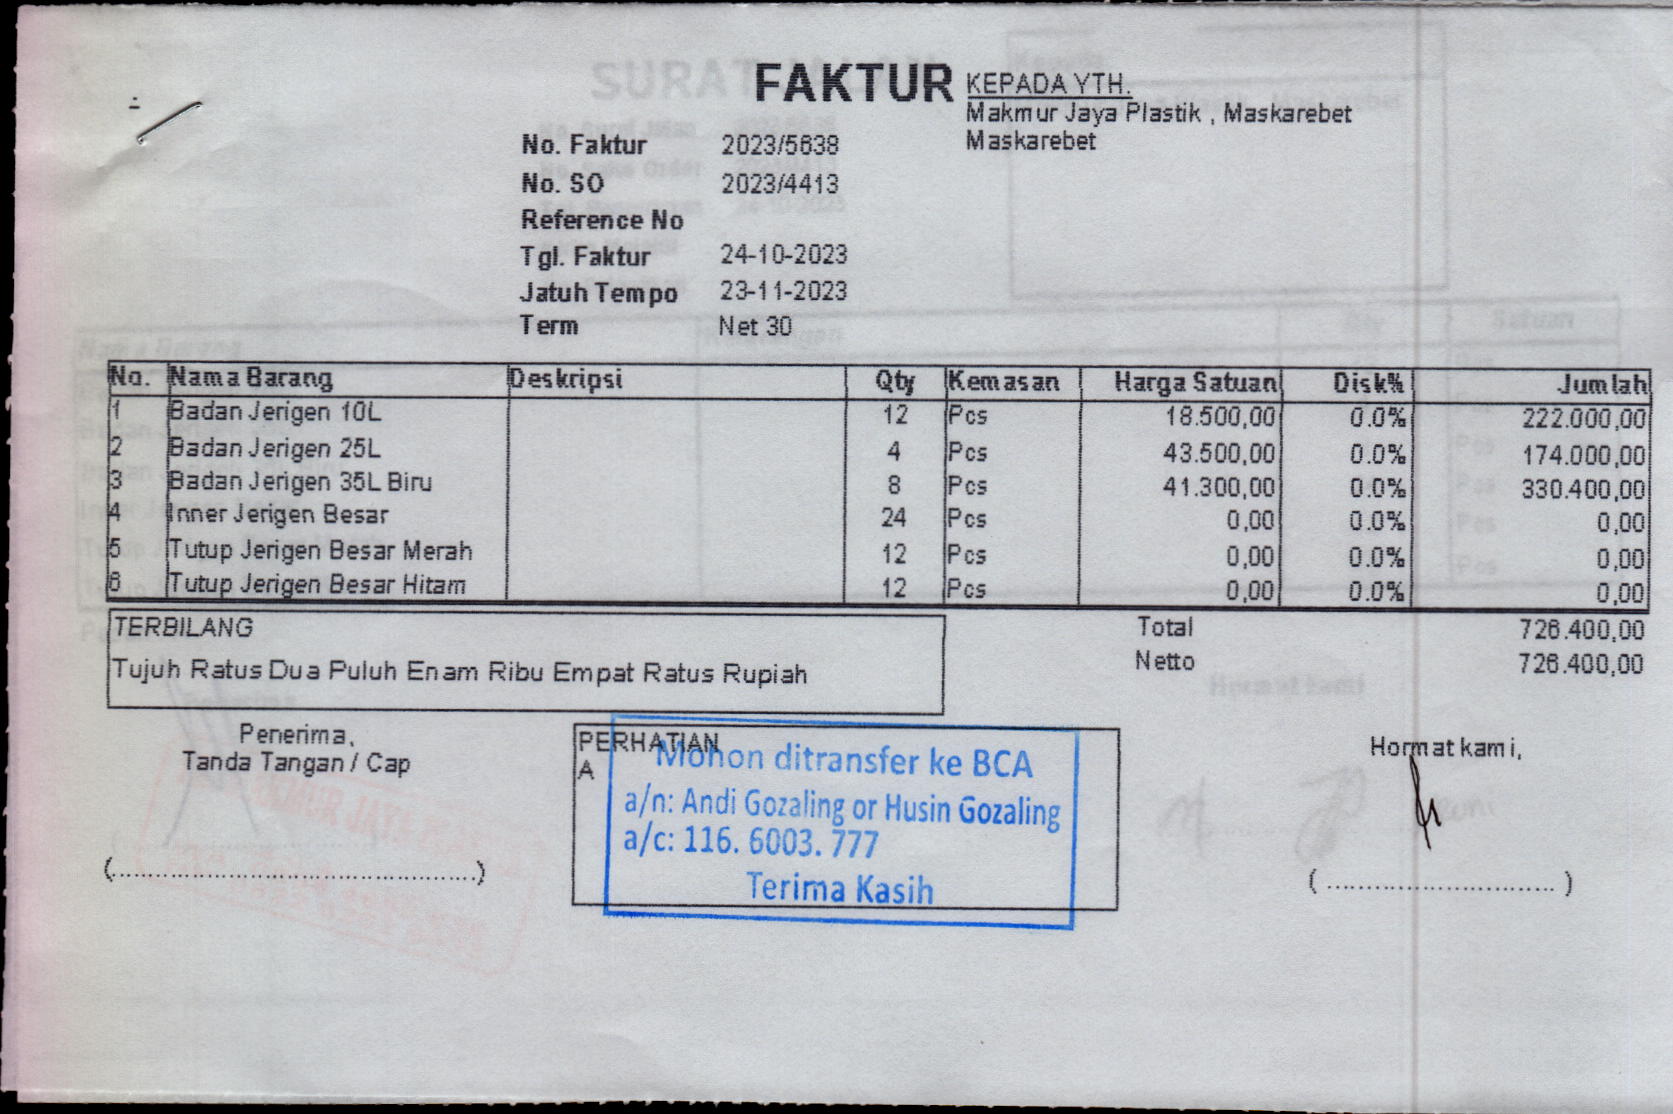 FAKTUR
KEPADA YTH.
Makmur Jaya Plastik , Maskarebet
Maskarebet
No. Faktur 2023/5638
No. SO 2023/4413
Reference No
Tgl. Faktur 24-10-2023
Jatuh Tempo 23-11-2023
Term Net 30
No. Nama Barang Deskripsi Qty Kemasan Harga Satuan Disk% Jumlah
1 Badan Jerigen 10L 12 Pcs 18.500,00 0.0% 222.000,00
2 Badan Jerigen 25L 4 Pcs 43.500,00 0.0% 174.000,00
3 Badan Jerigen 35L Biru 8 Pcs 41.300,00 0.0% 330.400,00
4 Inner Jerigen Besar 24 Pcs 0,00 0.0% 0,00
5 Tutup Jerigen Besar Merah 12 Pcs 0,00 0.0% 0,00
6 Tutup Jerigen Besar Hitam 12 Pcs 0,00 0.0% 0,00
TERBILANG
Tujuh Ratus Dua Puluh Enam Ribu Empat Ratus Rupiah
Total 726.400,00
Netto 726.400,00
Penerima,
Tanda Tangan / Cap
(..............................................)
PERHATIAN
A
Mohon ditransfer ke BCA
a/n: Andi Gozaling or Husin Gozaling
a/c: 116. 6003. 777
Terima Kasih
Hormat kami,
( ............................. )
SURAT